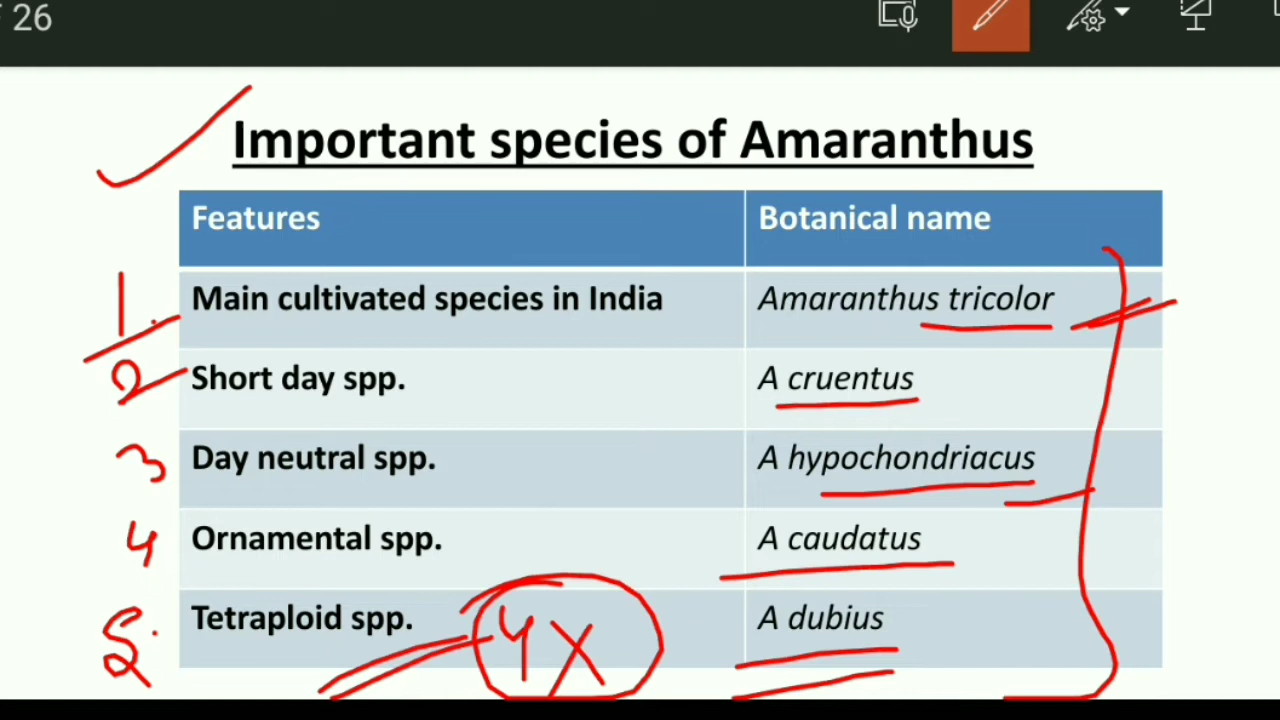 26
Important species of Amaranthus
Features Botanical name
1. Main cultivated species in India Amaranthus tricolor
2 Short day spp. A cruentus
3 Day neutral spp. A hypochondriacus
4 Ornamental spp. A caudatus
5. Tetraploid spp. 4X A dubius